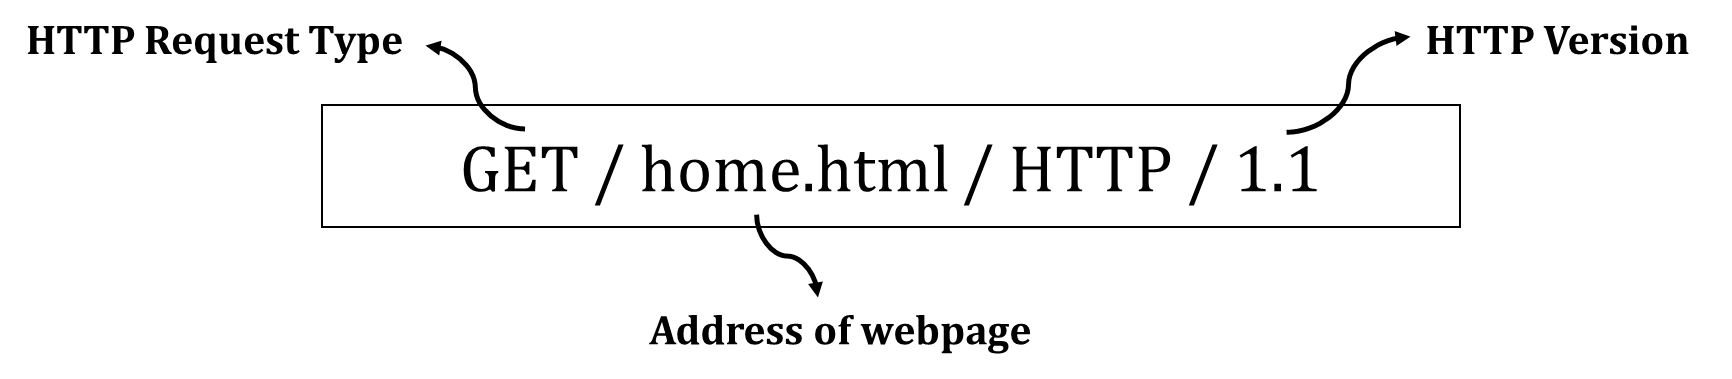 HTTP Request Type
HTTP Version
GET / home.html / HTTP / 1.1
Address of webpage